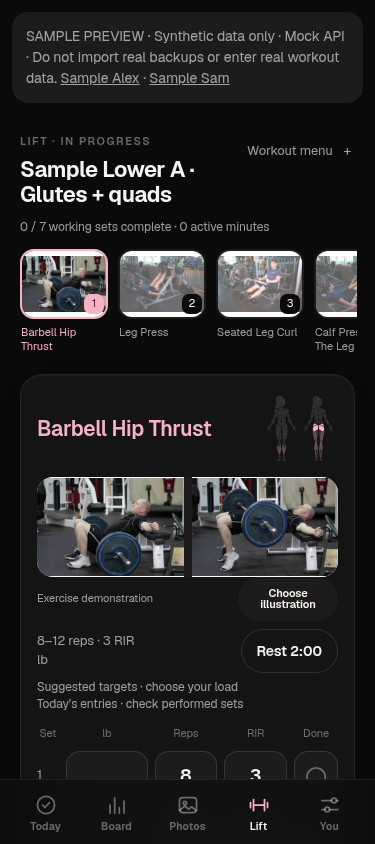 SAMPLE PREVIEW · Synthetic data only · Mock API
· Do not import real backups or enter real workout
data. Sample Alex · Sample Sam
LIFT · IN PROGRESS
Workout menu +
Sample Lower A ·
Glutes + quads
0 / 7 working sets complete · 0 active minutes
1
2
3
Barbell Hip
Thrust
Leg Press
Seated Leg Curl
Calf Pres
The Leg
Barbell Hip Thrust
Exercise demonstration
Choose
illustration
8–12 reps · 3 RIR
lb
Rest 2:00
Suggested targets · choose your load
Today's entries · check performed sets
Set lb Reps RIR Done
1 8 3
Today Board Photos Lift You